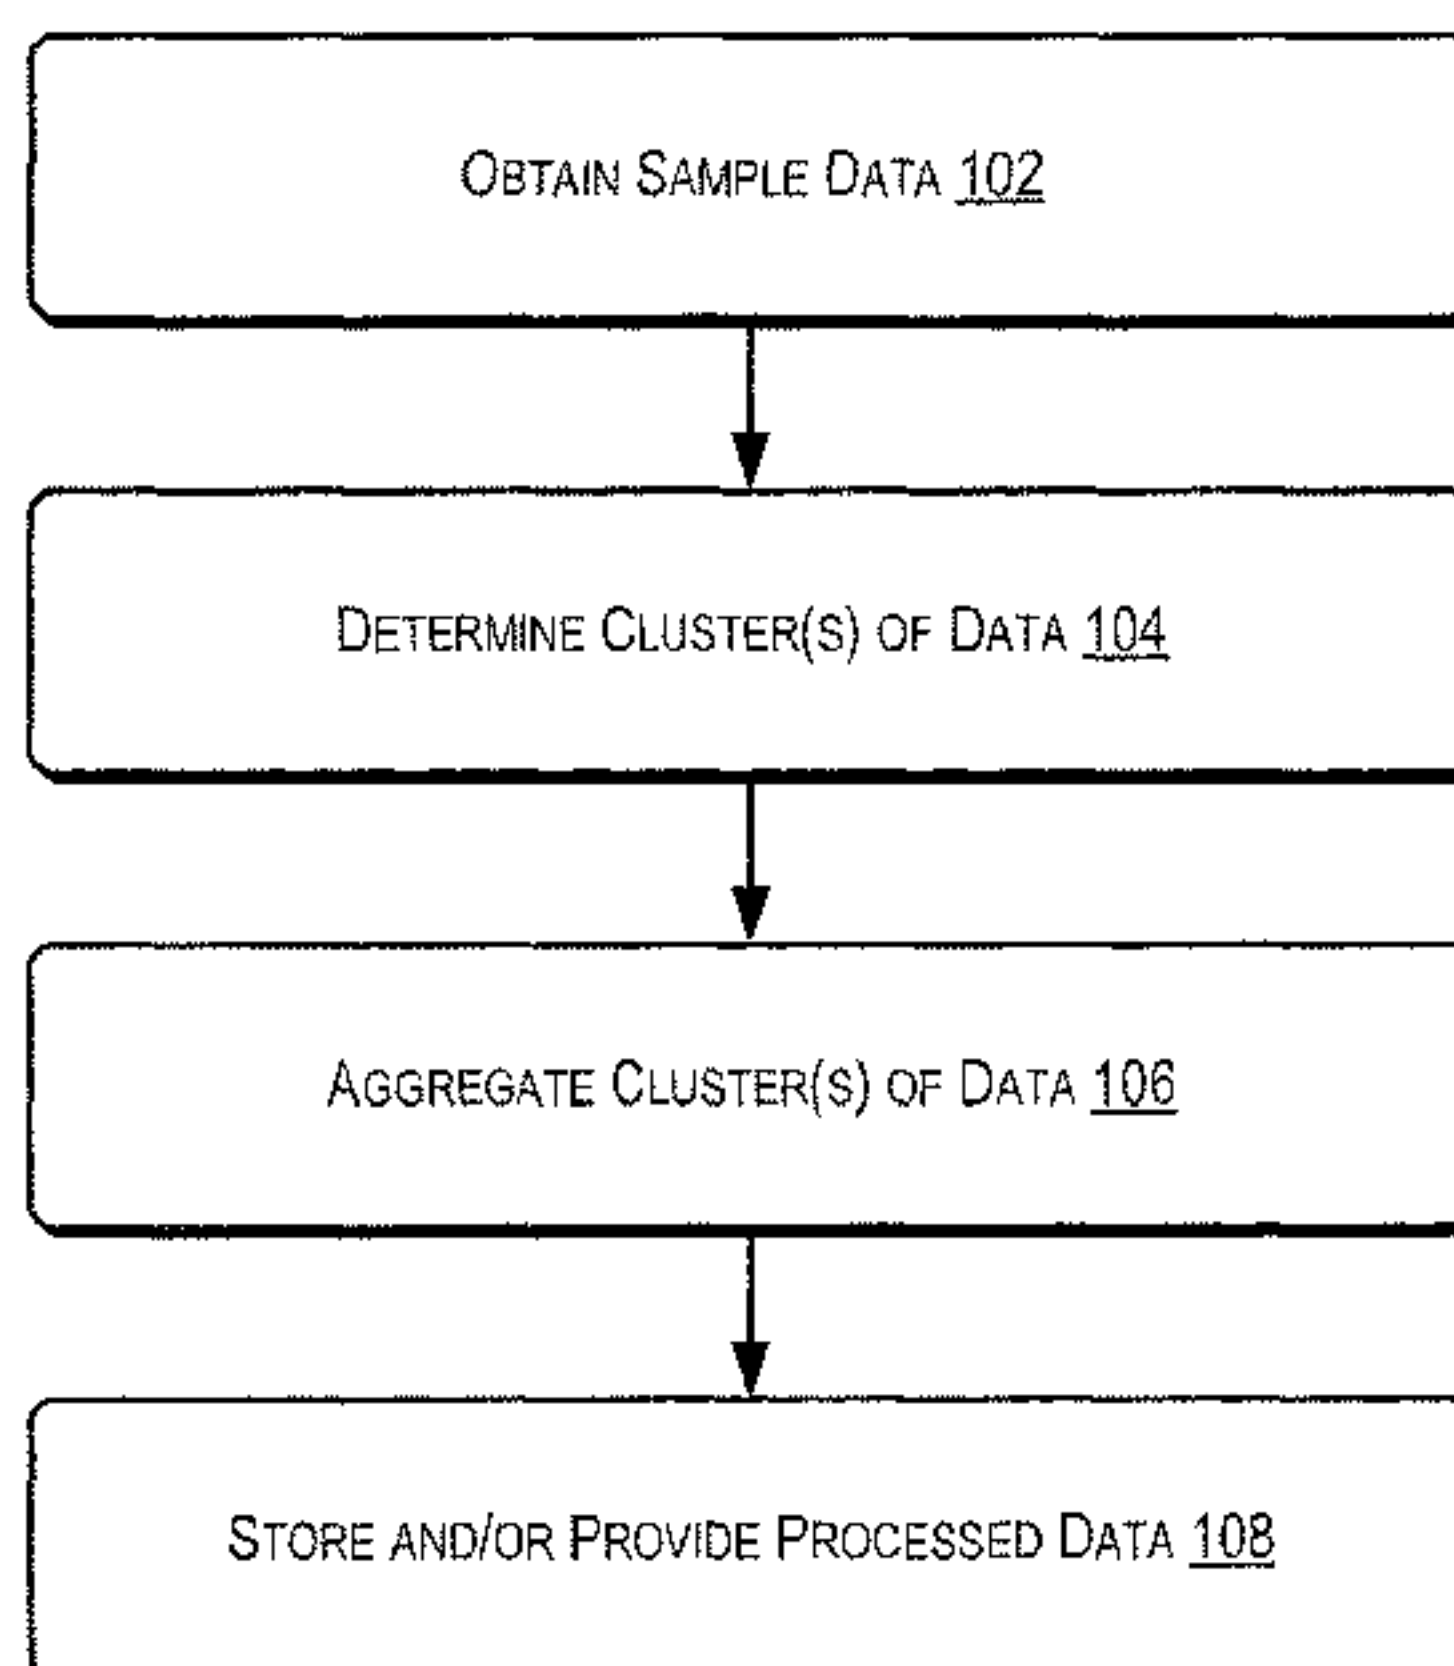 OBTAIN SAMPLE DATA 102
DETERMINE CLUSTER(S) OF DATA 104
AGGREGATE CLUSTER(S) OF DATA 106
STORE AND/OR PROVIDE PROCESSED DATA 108